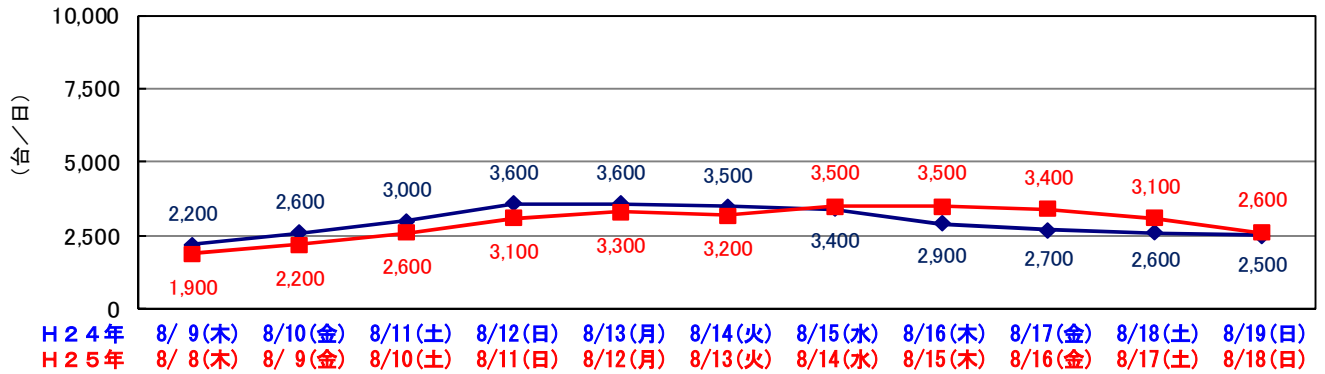 10,000
7,500
5,000
2,500
0
(台/日)
2,200 2,600 3,000 3,600 3,600 3,500 3,500 3,500 3,400 3,100 2,600
1,900 2,200 2,600 3,100 3,300 3,200 3,400 2,900 2,700 2,600 2,500
H24年 8/ 9(木) 8/10(金) 8/11(土) 8/12(日) 8/13(月) 8/14(火) 8/15(水) 8/16(木) 8/17(金) 8/18(土) 8/19(日)
H25年 8/ 8(木) 8/ 9(金) 8/10(土) 8/11(日) 8/12(月) 8/13(火) 8/14(水) 8/15(木) 8/16(金) 8/17(土) 8/18(日)